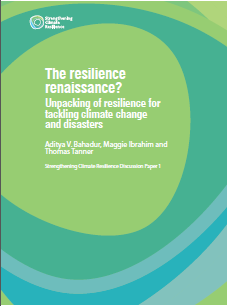 Strengthening
Climate
Resilience
The resilience
renaissance?
Unpacking of resilience for
tackling climate change
and disasters
Aditya V. Bahadur, Maggie Ibrahim and
Thomas Tanner
Strengthening Climate Resilience Discussion Paper 1